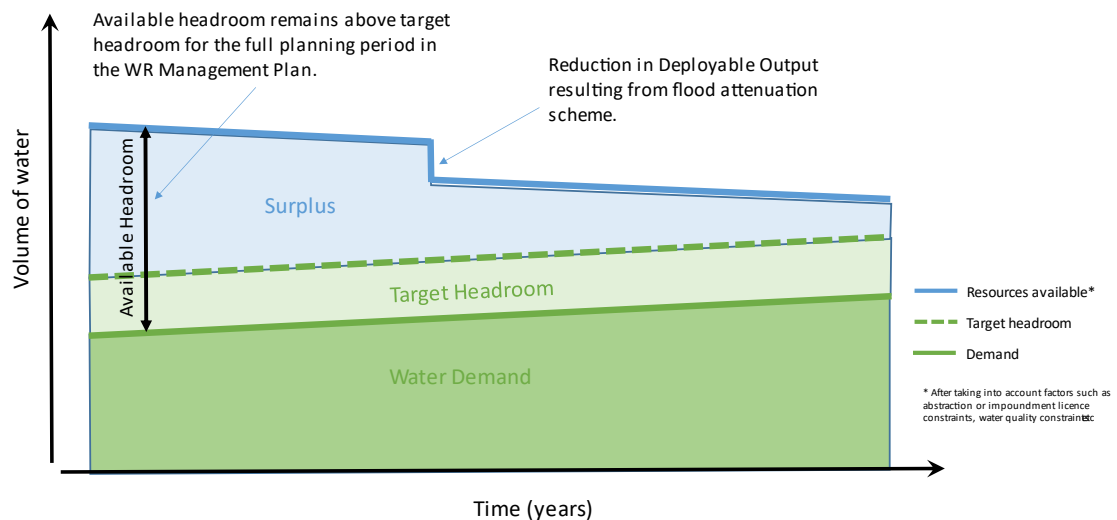 Available headroom remains above target
headroom for the full planning period in
the WR Management Plan.
Reduction in Deployable Output
resulting from flood attenuation
scheme.
Volume of water
Available Headroom
Surplus
Target Headroom
Water Demand
Resources available*
Target headroom
Demand
* After taking into account factors such as
abstraction or impoundment licence
constraints, water quality constraints etc
Time (years)